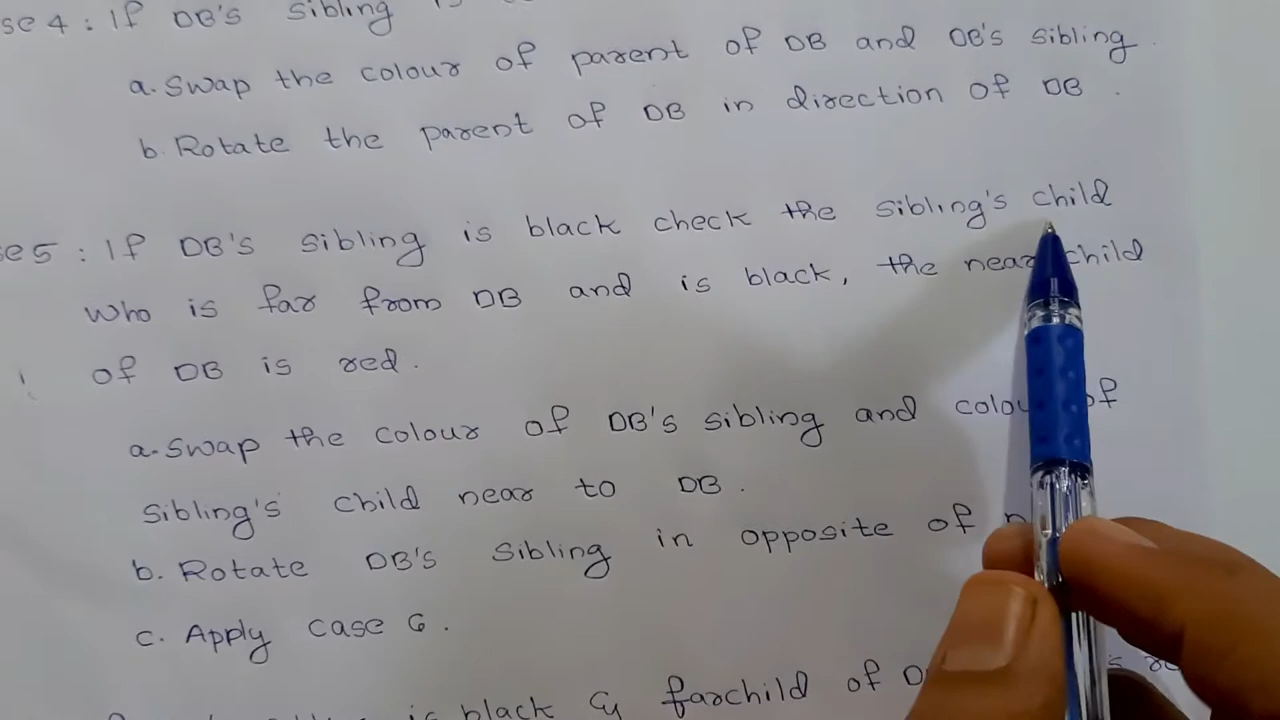 se 4 : If DB's sibling is
a. Swap the colour of parent of DB and DB's sibling.
b. Rotate the parent of DB in direction of DB.
se 5 : If DB's sibling is black check the sibling's child
who is far from DB and is black, the near child
of DB is red.
a. Swap the colour of DB's sibling and colour of
sibling's child near to DB.
b. Rotate DB's sibling in opposite of
c. Apply case 6.
is black & farchild of